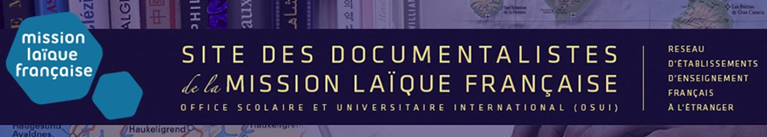 mission
laïque
française
SITE DES DOCUMENTALISTES
de la MISSION LAÏQUE FRANÇAISE
OFFICE SCOLAIRE ET UNIVERSITAIRE INTERNATIONAL (OSUI)
RESEAU
D'ÉTABLISSEMENTS
D'ENSEIGNEMENT
FRANÇAIS
À L'ÉTRANGER
Haukeligrend
Haukeligrend